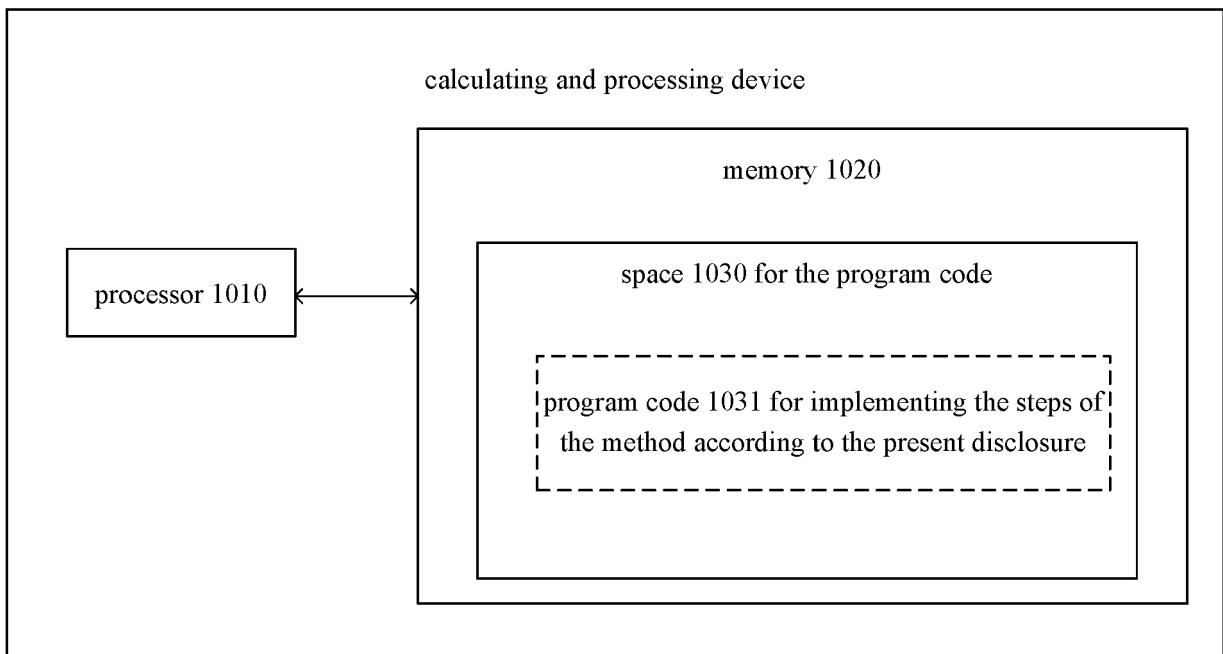 calculating and processing device
memory 1020
space 1030 for the program code
processor 1010
program code 1031 for implementing the steps of
the method according to the present disclosure